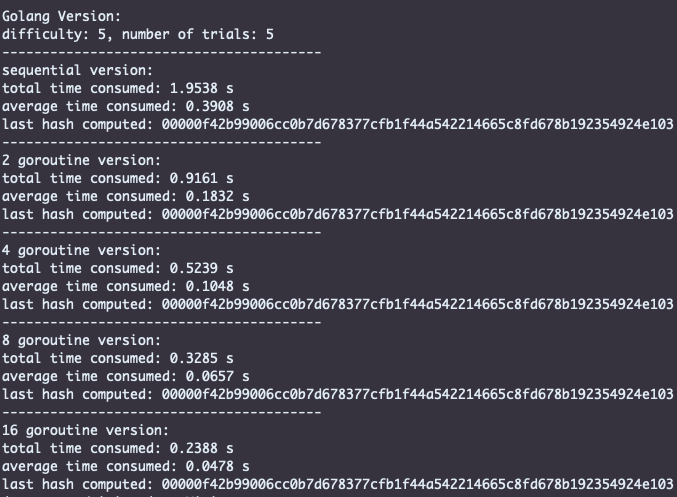 Golang Version:
difficulty: 5, number of trials: 5
----------------------------------------
sequential version:
total time consumed: 1.9538 s
average time consumed: 0.3908 s
last hash computed: 00000f42b99006cc0b7d678377cfb1f44a542214665c8fd678b192354924e103
----------------------------------------
2 goroutine version:
total time consumed: 0.9161 s
average time consumed: 0.1832 s
last hash computed: 00000f42b99006cc0b7d678377cfb1f44a542214665c8fd678b192354924e103
----------------------------------------
4 goroutine version:
total time consumed: 0.5239 s
average time consumed: 0.1048 s
last hash computed: 00000f42b99006cc0b7d678377cfb1f44a542214665c8fd678b192354924e103
----------------------------------------
8 goroutine version:
total time consumed: 0.3285 s
average time consumed: 0.0657 s
last hash computed: 00000f42b99006cc0b7d678377cfb1f44a542214665c8fd678b192354924e103
----------------------------------------
16 goroutine version:
total time consumed: 0.2388 s
average time consumed: 0.0478 s
last hash computed: 00000f42b99006cc0b7d678377cfb1f44a542214665c8fd678b192354924e103